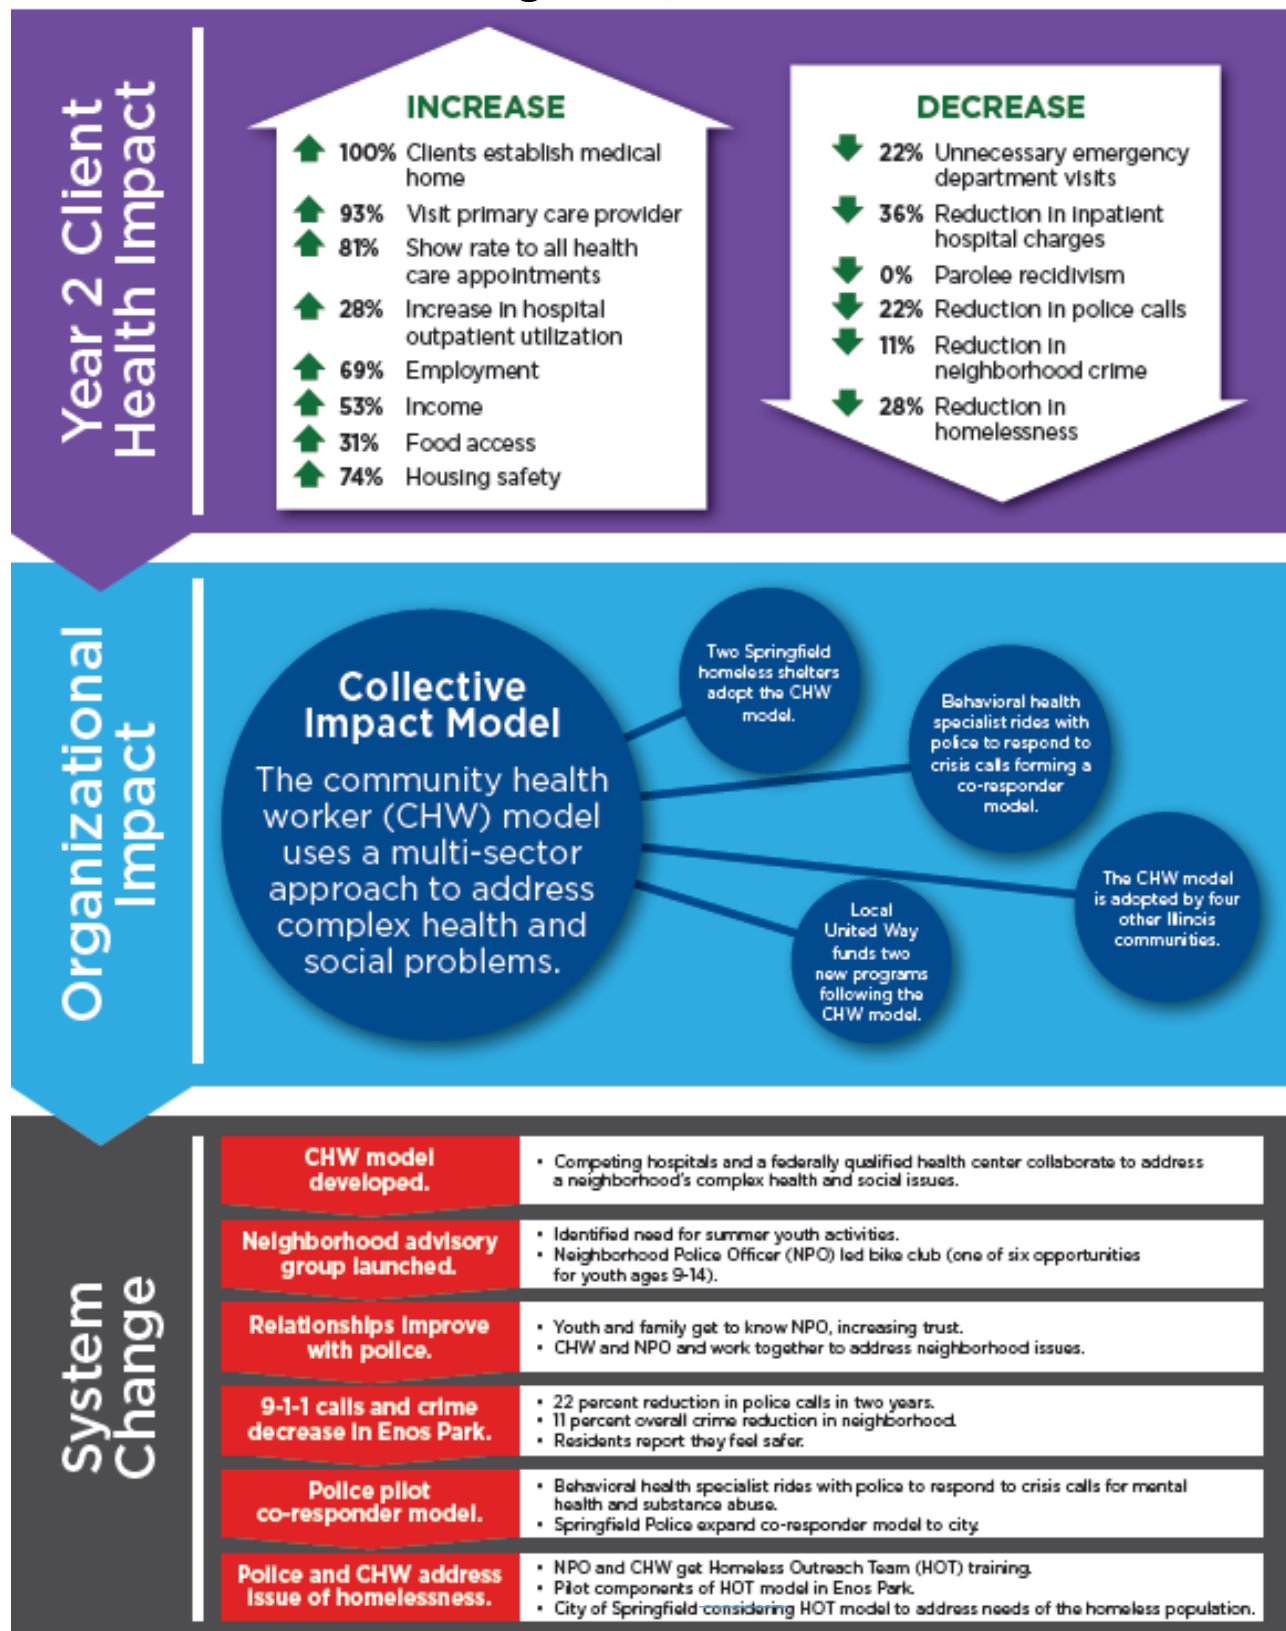 Year 2 Client
Health Impact
INCREASE
100% Clients establish medical
home
93% Visit primary care provider
81% Show rate to all health
care appointments
28% Increase in hospital
outpatient utilization
69% Employment
53% Income
31% Food access
74% Housing safety
DECREASE
22% Unnecessary emergency
department visits
36% Reduction in inpatient
hospital charges
0% Parolee recidivism
22% Reduction in police calls
11% Reduction in
neighborhood crime
28% Reduction in
homelessness
Organizational
Impact
Collective
Impact Model
The community health
worker (CHW) model
uses a multi-sector
approach to address
complex health and
social problems.
Two Springfield
homeless shelters
adopt the CHW
model.
Behavioral health
specialist rides with
police to respond to
crisis calls forming a
co-responder
model.
The CHW model
is adopted by four
other Illinois
communities.
Local
United Way
funds two
new programs
following the
CHW model.
System
Change
CHW model
developed.
• Competing hospitals and a federally qualified health center collaborate to address
a neighborhood's complex health and social issues.
Neighborhood advisory
group launched.
• Identified need for summer youth activities.
• Neighborhood Police Officer (NPO) led bike club (one of six opportunities
for youth ages 9-14).
Relationships improve
with police.
• Youth and family get to know NPO, increasing trust.
• CHW and NPO and work together to address neighborhood issues.
9-1-1 calls and crime
decrease in Enos Park.
• 22 percent reduction in police calls in two years.
• 11 percent overall crime reduction in neighborhood.
• Residents report they feel safer.
Police pilot
co-responder model.
• Behavioral health specialist rides with police to respond to crisis calls for mental
health and substance abuse.
• Springfield Police expand co-responder model to city.
Police and CHW address
issue of homelessness.
• NPO and CHW get Homeless Outreach Team (HOT) training.
• Pilot components of HOT model in Enos Park.
• City of Springfield considering HOT model to address needs of the homeless population.